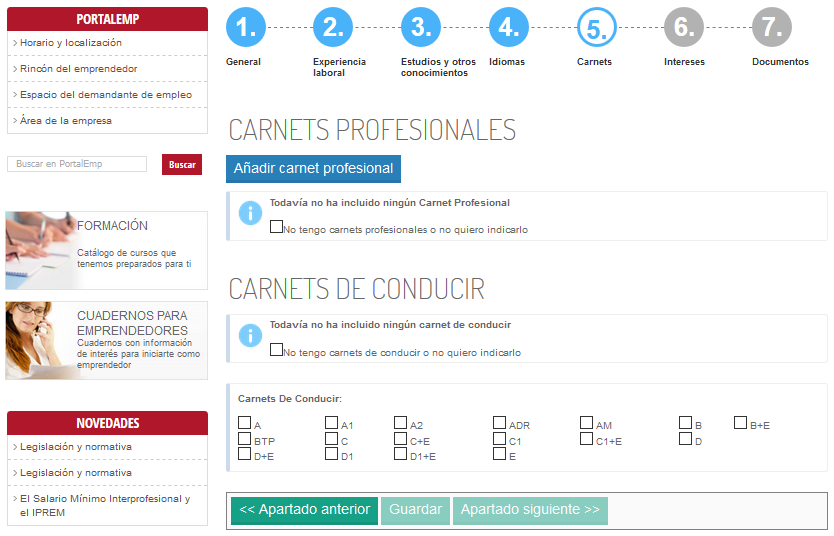 PORTALEMP
Horario y localización
Rincón del emprendedor
Espacio del demandante de empleo
Área de la empresa
Buscar en PortalEmp
Buscar
FORMACIÓN
Catálogo de cursos que
tenemos preparados para ti
CUADERNOS PARA
EMPRENDEDORES
Cuadernos con información
de interés para iniciarte como
emprendedor
NOVEDADES
Legislación y normativa
Legislación y normativa
El Salario Mínimo Interprofesional y
el IPREM
1. 2. 3. 4. 5. 6. 7.
General
Experiencia
laboral
Estudios y otros
conocimientos
Idiomas
Carnets
Intereses
Documentos
CARNETS PROFESIONALES
Añadir carnet profesional
Todavía no ha incluido ningún Carnet Profesional
No tengo carnets profesionales o no quiero indicarlo
CARNETS DE CONDUCIR
Todavía no ha incluido ningún carnet de conducir
No tengo carnets de conducir o no quiero indicarlo
Carnets De Conducir:
A A1 A2 ADR AM B B+E
BTP C C+E C1 C1+E D
D+E D1 D1+E E
<< Apartado anterior Guardar Apartado siguiente >>